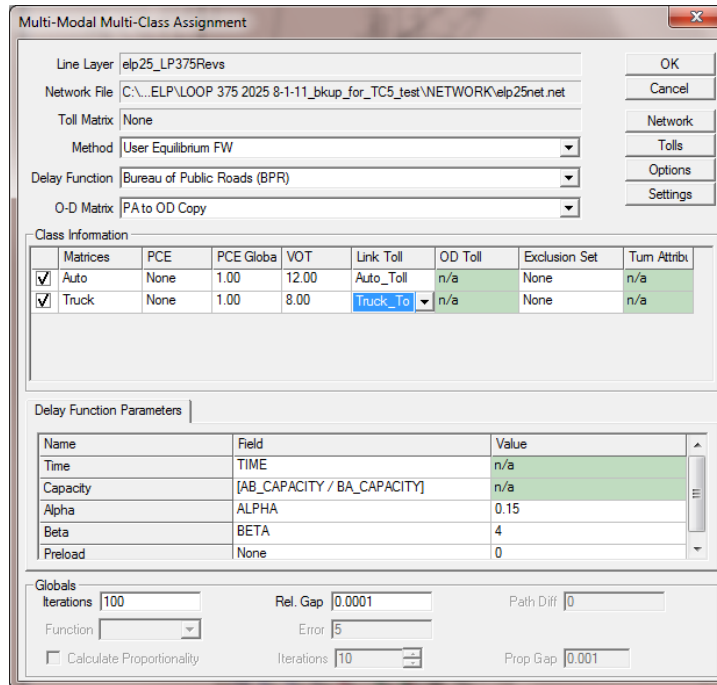 Multi-Modal Multi-Class Assignment
x
Line Layer elp25_LP375Revs OK
Network File C:\...ELP\LOOP 375 2025 8-1-11_bkup_for_TC5_test\NETWORK\elp25net.net Cancel
Toll Matrix None Network
Method User Equilibrium FW Tolls
Delay Function Bureau of Public Roads (BPR) Options
O-D Matrix PA to OD Copy Settings
Class Information
Matrices PCE PCE Globa VOT Link Toll OD Toll Exclusion Set Turn Attribu
Auto None 1.00 12.00 Auto_Toll n/a None n/a
Truck None 1.00 8.00 Truck_To n/a None n/a
Delay Function Parameters
Name Field Value
Time TIME n/a
Capacity [AB_CAPACITY / BA_CAPACITY] n/a
Alpha ALPHA 0.15
Beta BETA 4
Preload None 0
Globals
Iterations 100 Rel. Gap 0.0001 Path Diff 0
Function Error 5
Calculate Proportionality Iterations 10 Prop Gap 0.001